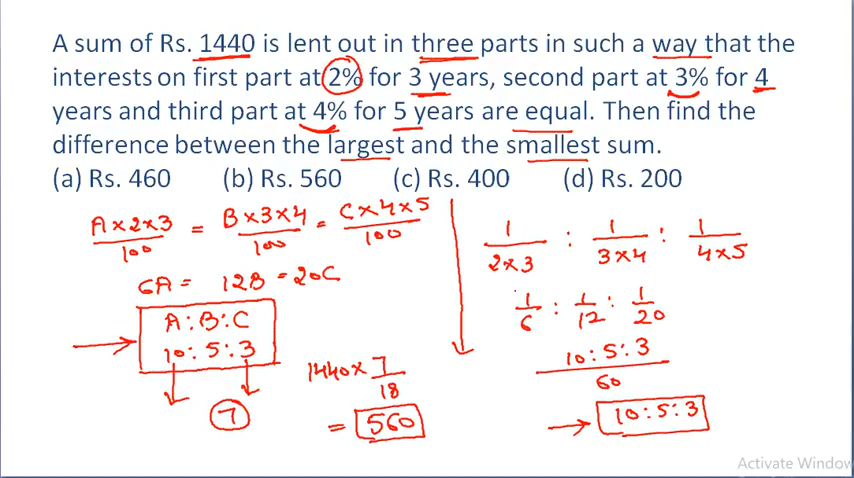 A sum of Rs. 1440 is lent out in three parts in such a way that the
interests on first part at 2% for 3 years, second part at 3% for 4
years and third part at 4% for 5 years are equal. Then find the
difference between the largest and the smallest sum.
(a) Rs. 460 (b) Rs. 560 (c) Rs. 400 (d) Rs. 200
A×2×3/100 = B×3×4/100 = C×4×5/100
6A = 12B = 20C
A:B:C
10:5:3
7
1440 × 7/18
= 560
1/2×3 : 1/3×4 : 1/4×5
1/6 : 1/12 : 1/20
10:5:3/60
10:5:3
Activate Window